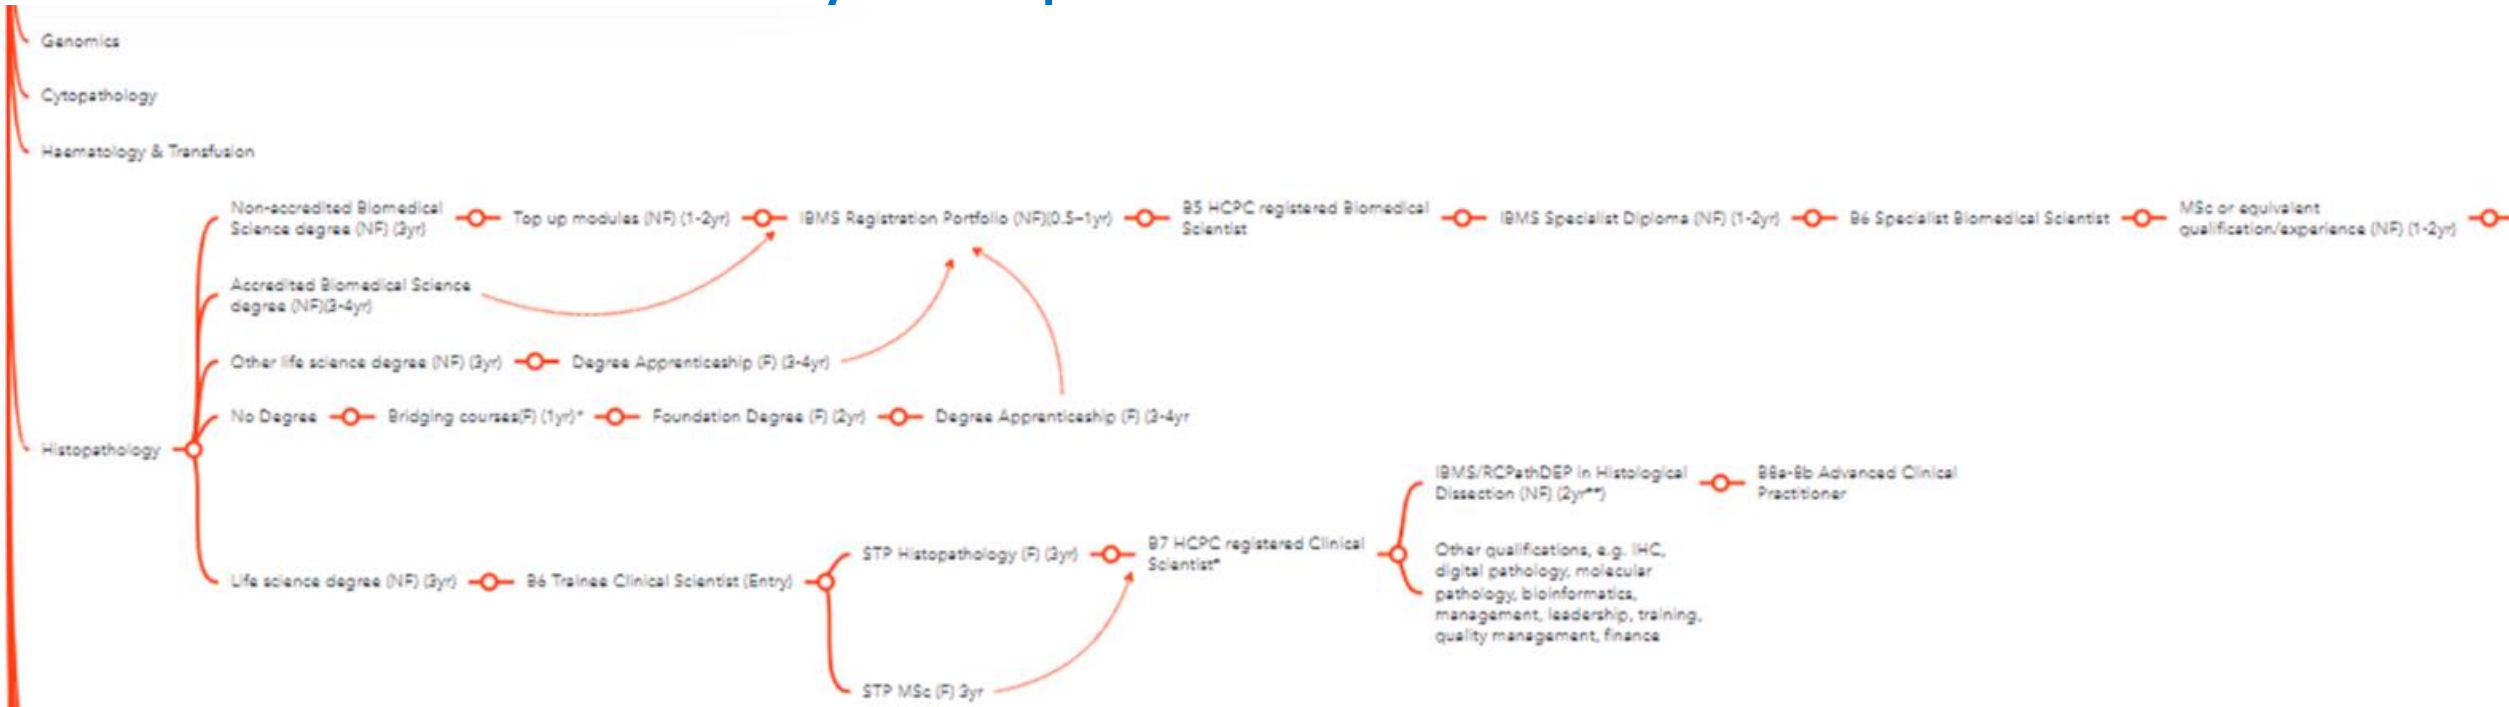 Genomics
Cytopathology
Haematology & Transfusion
Non-accredited Biomedical
Science degree (NF) (3yr)
Top up modules (NF) (1-2yr)
IBMS Registration Portfolio (NF)(0.5–1yr)
B5 HCPC registered Biomedical
Scientist
IBMS Specialist Diploma (NF) (1-2yr)
B6 Specialist Biomedical Scientist
MSc or equivalent
qualification/experience (NF) (1-2yr)
Accredited Biomedical Science
degree (NF)(3-4yr)
Other life science degree (NF) (3yr)
Degree Apprenticeship (F) (3-4yr)
No Degree
Bridging courses(F) (1yr)*
Foundation Degree (F) (2yr)
Degree Apprenticeship (F) (3-4yr
Histopathology
Life science degree (NF) (3yr)
B6 Trainee Clinical Scientist (Entry)
STP Histopathology (F) (3yr)
B7 HCPC registered Clinical
Scientist*
IBMS/RCPathDEP in Histological
Dissection (NF) (2yr**)
B8a-8b Advanced Clinical
Practitioner
Other qualifications, e.g. IHC,
digital pathology, molecular
pathology, bioinformatics,
management, leadership, training,
quality management, finance
STP MSc (F) 3yr